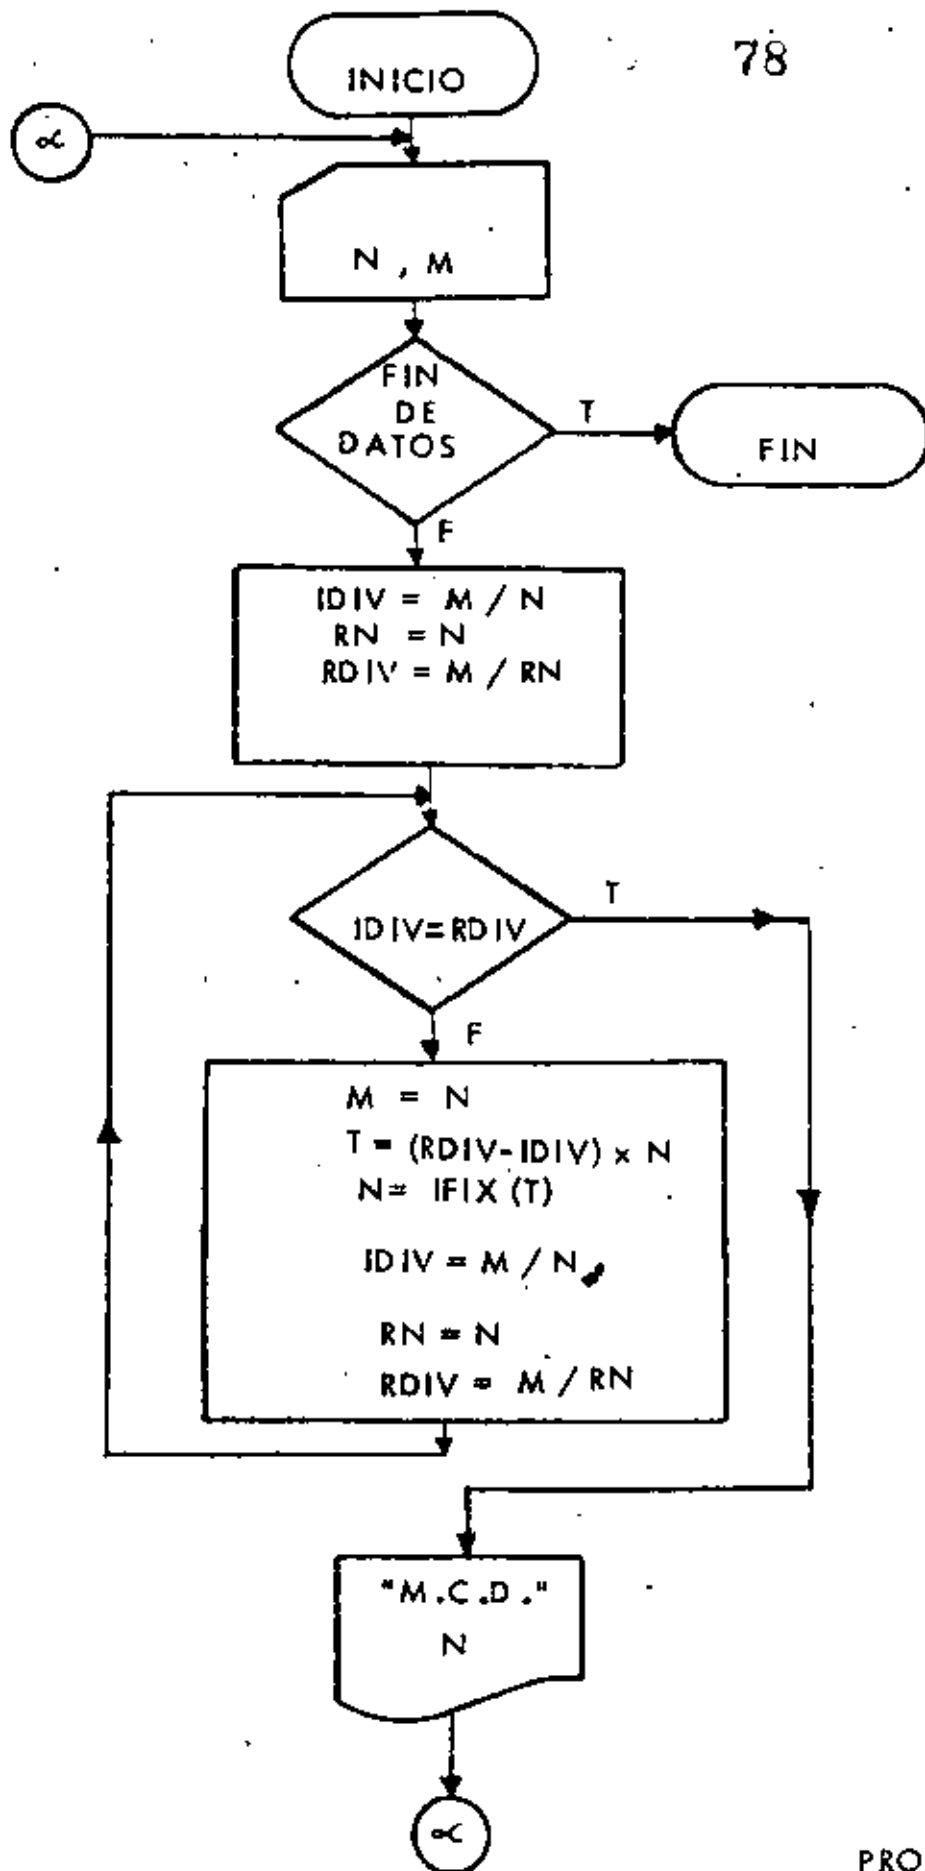 78
INICIO
∝
N , M
FIN
DE
DATOS
T
FIN
F
IDIV = M / N
RN = N
RDIV = M / RN
T
IDIV=RDIV
F
M = N
T = (RDIV-IDIV) × N
N= IFIX (T)
IDIV = M / N
RN = N
RDIV = M / RN
"M.C.D."
N
∝
PRO